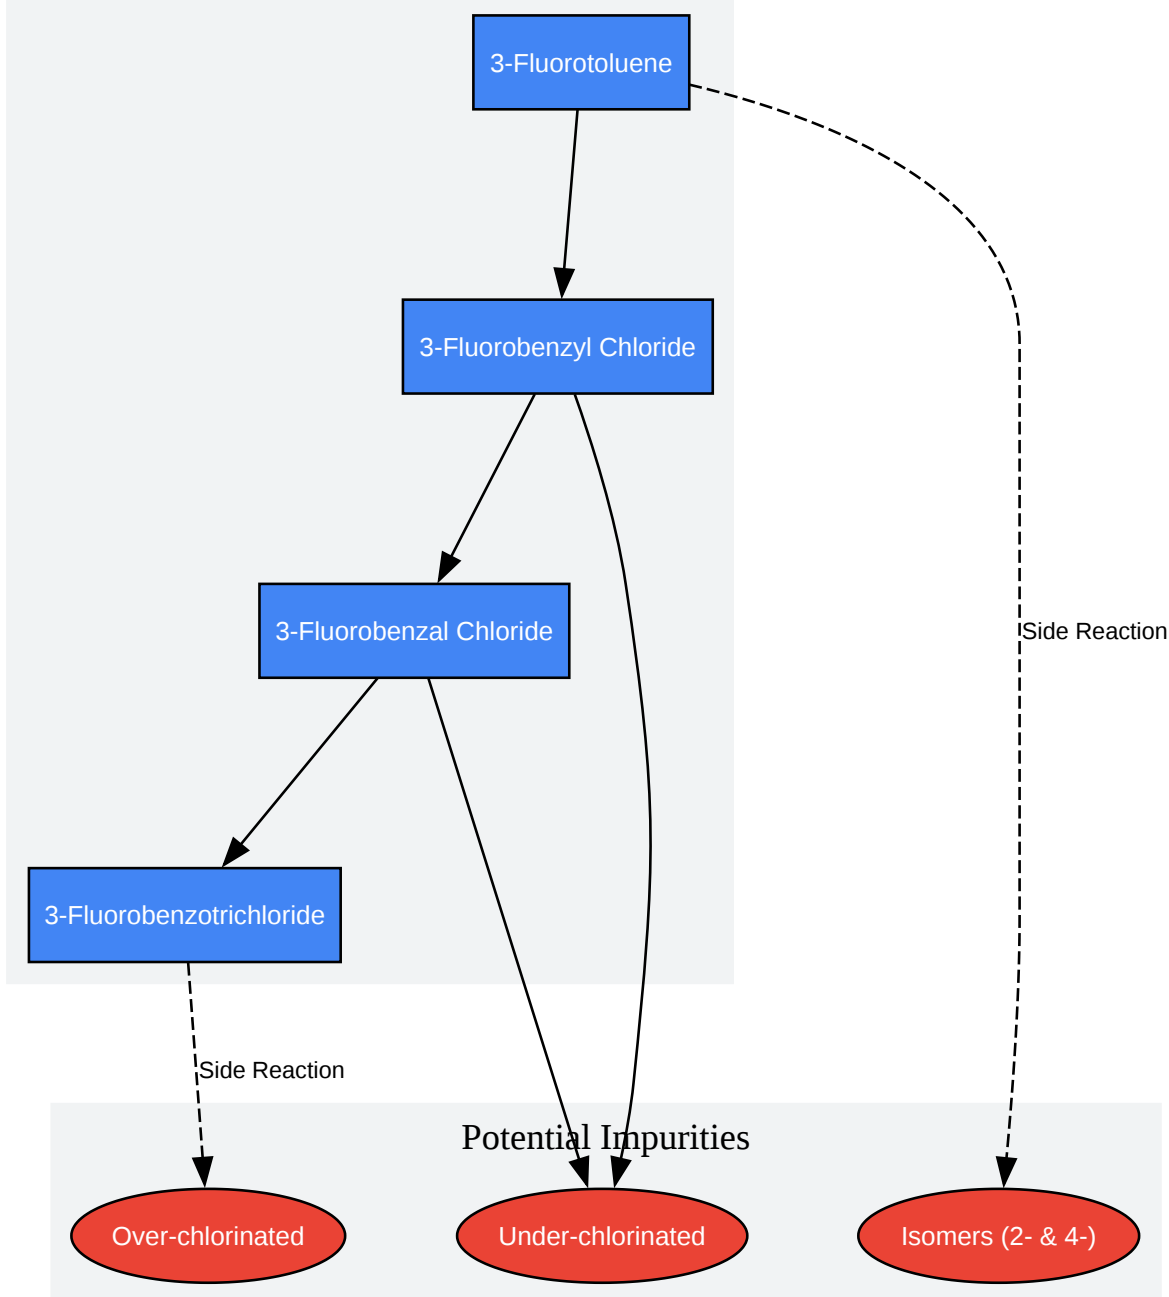 3-Fluorotoluene
3-Fluorobenzyl Chloride
3-Fluorobenzal Chloride
Side Reaction
3-Fluorobenzotrichloride
Side Reaction
Potential Impurities
Over-chlorinated
Under-chlorinated
Isomers (2- & 4-)